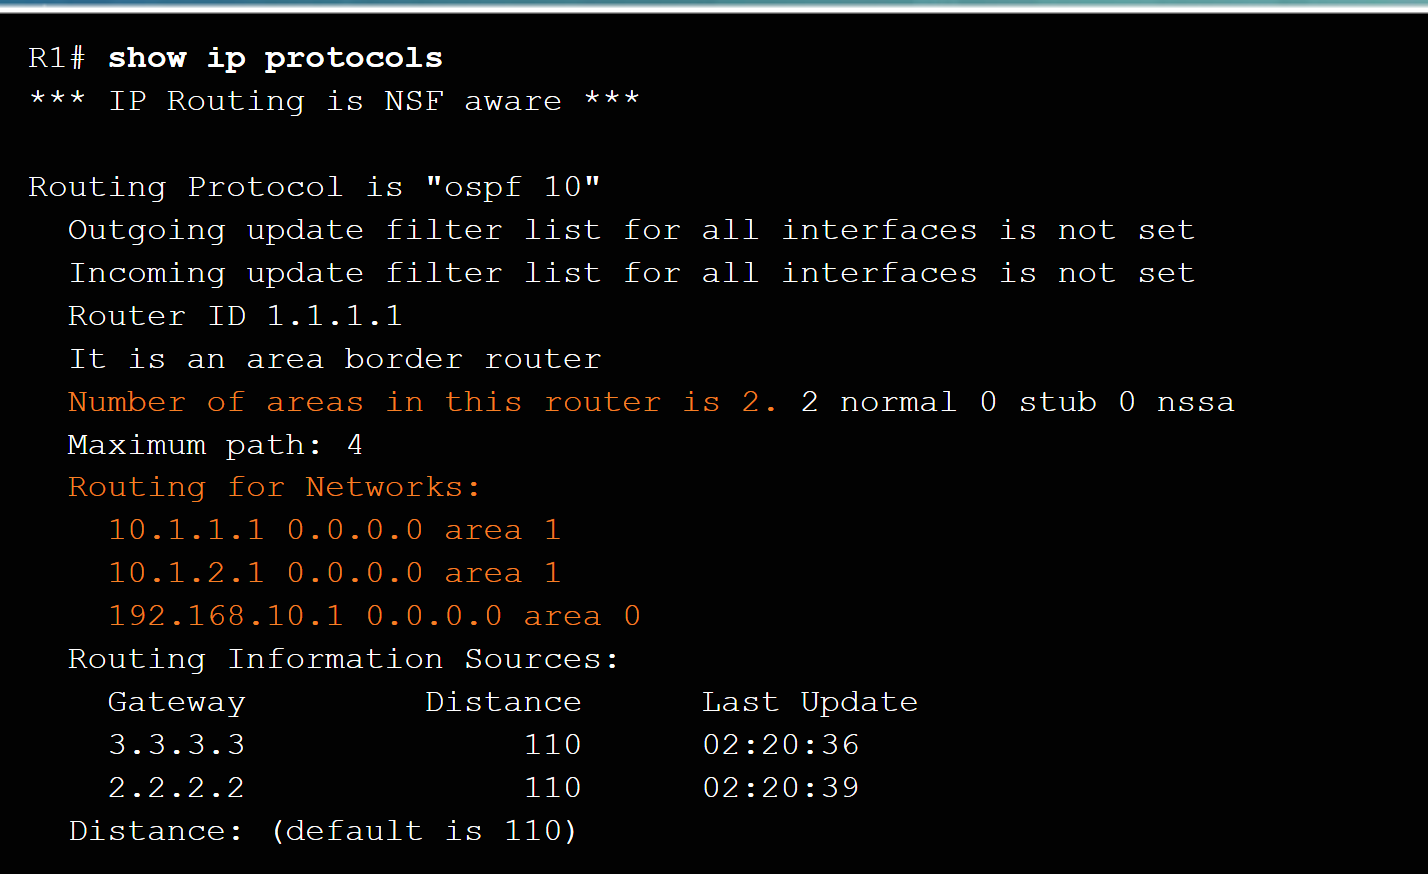 R1# show ip protocols
*** IP Routing is NSF aware ***
Routing Protocol is "ospf 10"
Outgoing update filter list for all interfaces is not set
Incoming update filter list for all interfaces is not set
Router ID 1.1.1.1
It is an area border router
Number of areas in this router is 2. 2 normal 0 stub 0 nssa
Maximum path: 4
Routing for Networks:
10.1.1.1 0.0.0.0 area 1
10.1.2.1 0.0.0.0 area 1
192.168.10.1 0.0.0.0 area 0
Routing Information Sources:
Gateway Distance Last Update
3.3.3.3 110 02:20:36
2.2.2.2 110 02:20:39
Distance: (default is 110)